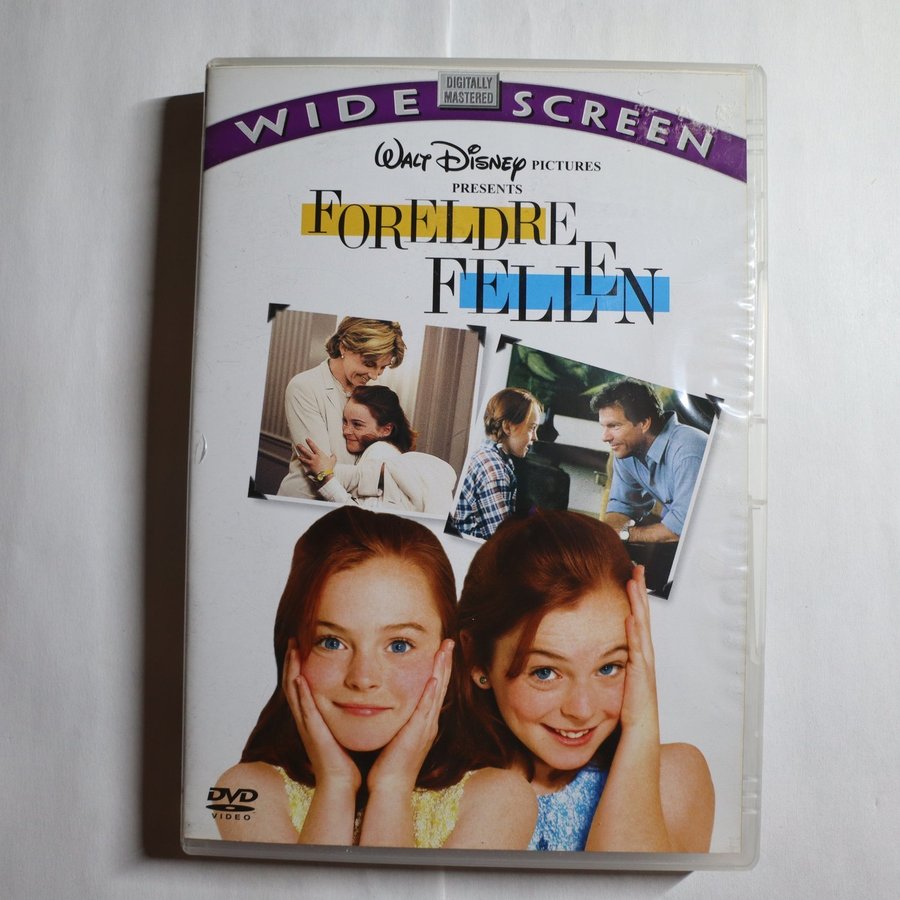 WIDE DIGITALLY MASTERED SCREEN
WALT DISNEY PICTURES
PRESENTS
FORELDRE
FELLEN
DVD
VIDEO